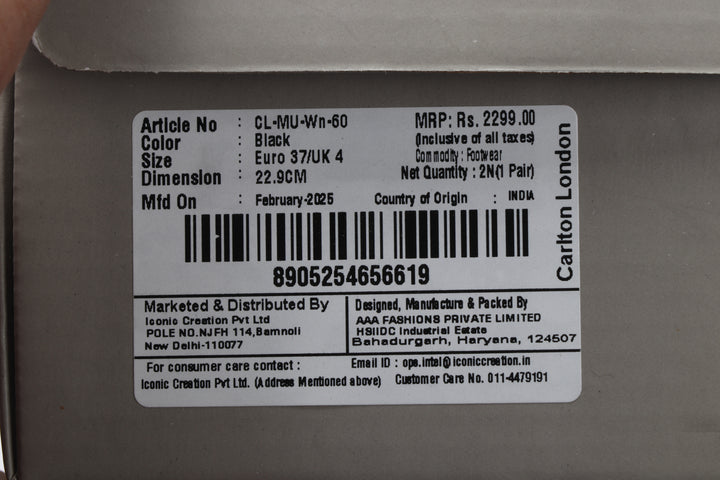 Article No : CL-MU-Wn-60
Color : Black
Size : Euro 37/UK 4
Dimension : 22.9CM
Mfd On : February-2025
MRP: Rs. 2299.00
(Inclusive of all taxes)
Commodity : Footwear
Net Quantity : 2N(1 Pair)
Country of Origin : INDIA
Carlton London
8905254656619
Marketed & Distributed By
Iconic Creation Pvt Ltd
POLE NO.NJFH 114,Bamnoli
New Delhi-110077
Designed, Manufacture & Packed By
AAA FASHIONS PRIVATE LIMITED
HSIIDC Industrial Estate
Bahadurgarh, Haryana, 124507
For consumer care contact :
Email ID : ops.intel@iconiccreation.in
Iconic Creation Pvt Ltd. (Address Mentioned above)
Customer Care No. 011-4479191